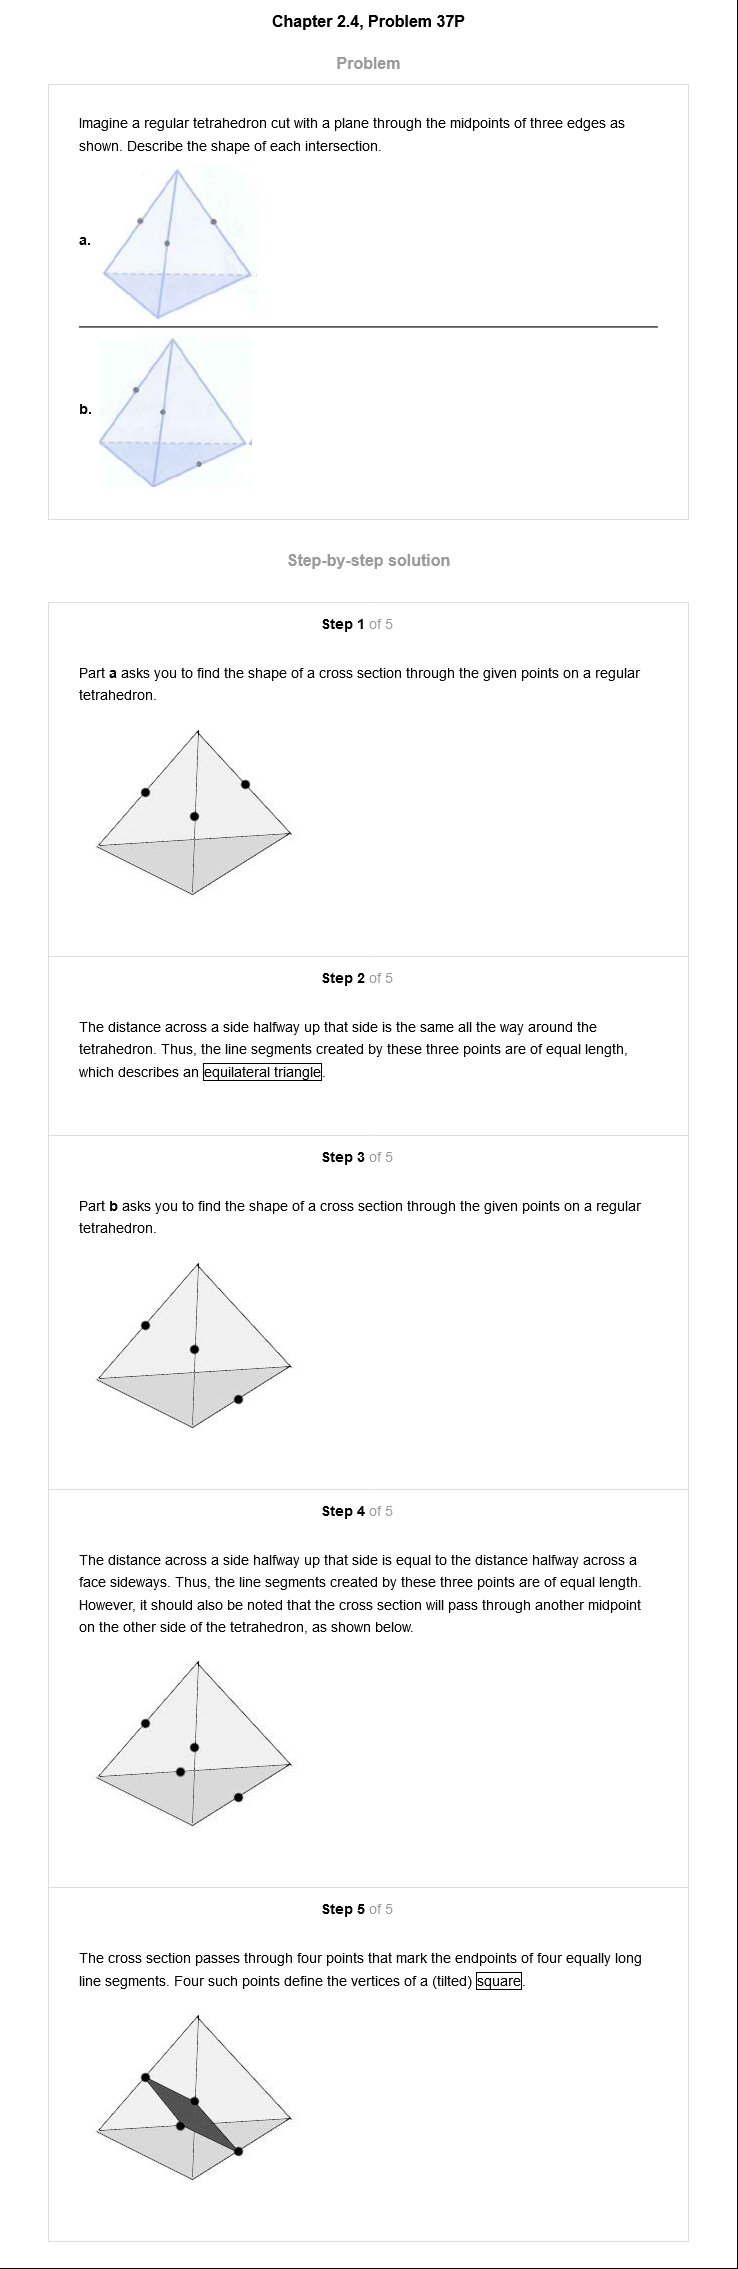 Chapter 2.4, Problem 37P
Problem
Imagine a regular tetrahedron cut with a plane through the midpoints of three edges as
shown. Describe the shape of each intersection.
a.
b.
Step-by-step solution
Step 1 of 5
Part a asks you to find the shape of a cross section through the given points on a regular
tetrahedron.
Step 2 of 5
The distance across a side halfway up that side is the same all the way around the
tetrahedron. Thus, the line segments created by these three points are of equal length,
which describes an equilateral triangle.
Step 3 of 5
Part b asks you to find the shape of a cross section through the given points on a regular
tetrahedron.
Step 4 of 5
The distance across a side halfway up that side is equal to the distance halfway across a
face sideways. Thus, the line segments created by these three points are of equal length.
However, it should also be noted that the cross section will pass through another midpoint
on the other side of the tetrahedron, as shown below.
Step 5 of 5
The cross section passes through four points that mark the endpoints of four equally long
line segments. Four such points define the vertices of a (tilted) square.